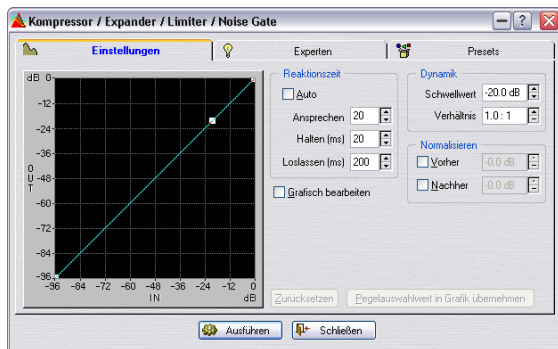 Kompressor / Expander / Limiter / Noise Gate
Einstellungen
Experten
Presets
dB 0
-12
-24
-36
-48
-60
-72
-84
-96
OUT
-96 -84 -72 -60 -48 -36 -24 -12 0
IN
dB
Reaktionszeit
Auto
Ansprechen 20
Halten (ms) 20
Loslassen (ms) 200
Grafisch bearbeiten
Dynamik
Schwellwert -20.0 dB
Verhältnis 1.0 : 1
Normalisieren
Vorher -0.0 dB
Nachher -0.0 dB
Zurücksetzen
Pegelauswahlwert in Grafik übernehmen
Ausführen
Schließen